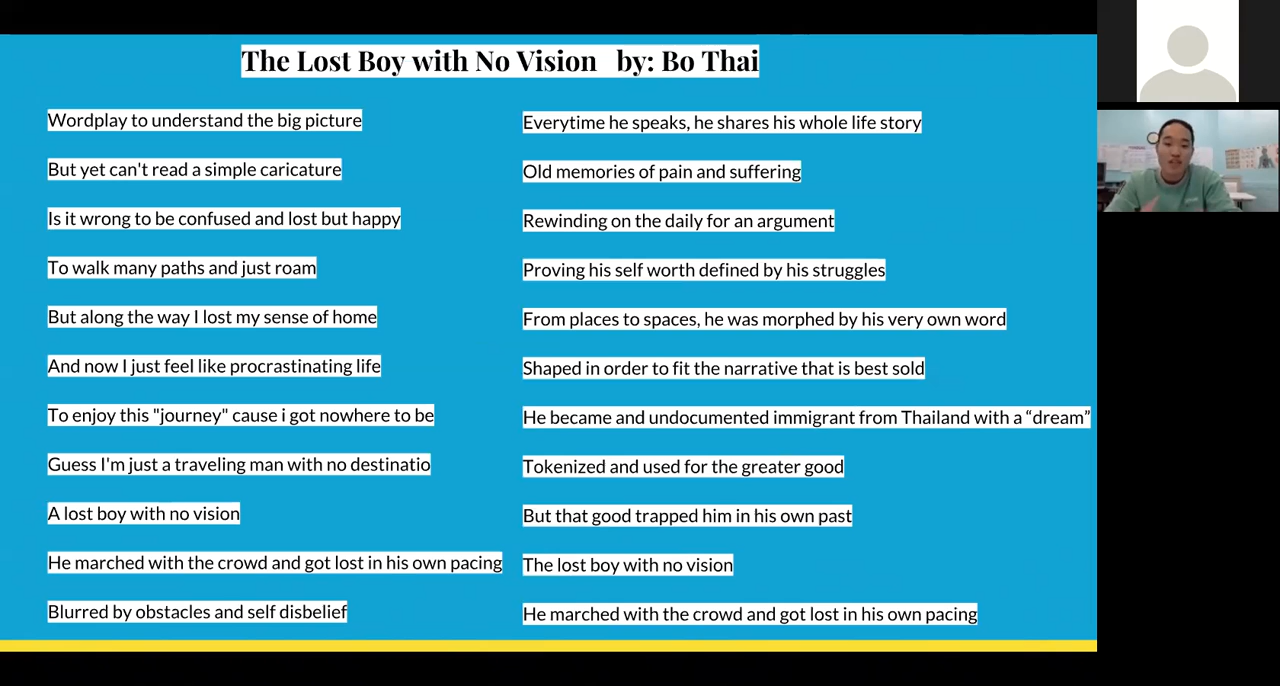 The Lost Boy with No Vision by: Bo Thai
Wordplay to understand the big picture
But yet can't read a simple caricature
Is it wrong to be confused and lost but happy
To walk many paths and just roam
But along the way I lost my sense of home
And now I just feel like procrastinating life
To enjoy this "journey" cause i got nowhere to be
Guess I'm just a traveling man with no destinatio
A lost boy with no vision
He marched with the crowd and got lost in his own pacing
Blurred by obstacles and self disbelief
Everytime he speaks, he shares his whole life story
Old memories of pain and suffering
Rewinding on the daily for an argument
Proving his self worth defined by his struggles
From places to spaces, he was morphed by his very own word
Shaped in order to fit the narrative that is best sold
He became and undocumented immigrant from Thailand with a “dream”
Tokenized and used for the greater good
But that good trapped him in his own past
The lost boy with no vision
He marched with the crowd and got lost in his own pacing